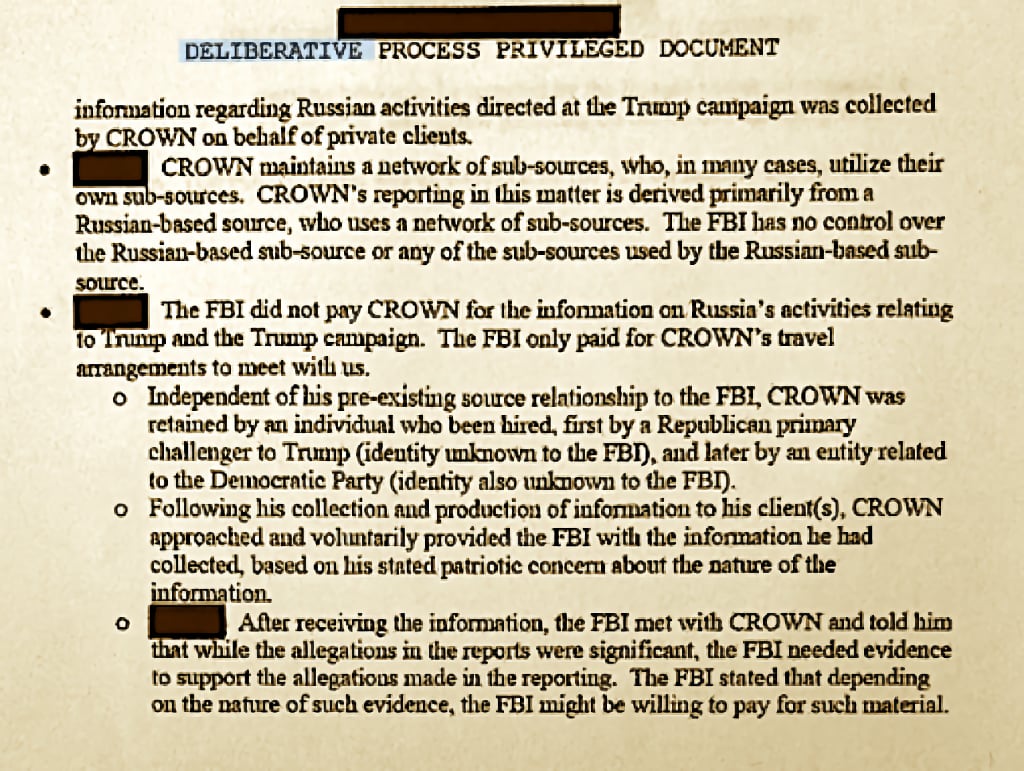 DELIBERATIVE PROCESS PRIVILEGED DOCUMENT
information regarding Russian activities directed at the Trump campaign was collected
by CROWN on behalf of private clients.
• CROWN maintains a network of sub-sources, who, in many cases, utilize their
own sub-sources. CROWN's reporting in this matter is derived primarily from a
Russian-based source, who uses a network of sub-sources. The FBI has no control over
the Russian-based sub-source or any of the sub-sources used by the Russian-based sub-
source.
• The FBI did not pay CROWN for the information on Russia's activities relating
to Trump and the Trump campaign. The FBI only paid for CROWN's travel
arrangements to meet with us.
o Independent of his pre-existing source relationship to the FBI, CROWN was
retained by an individual who been hired, first by a Republican primary
challenger to Trump (identity unknown to the FBI), and later by an entity related
to the Democratic Party (identity also unknown to the FBI).
o Following his collection and production of information to his client(s), CROWN
approached and voluntarily provided the FBI with the information he had
collected, based on his stated patriotic concern about the nature of the
information.
o After receiving the information, the FBI met with CROWN and told him
that while the allegations in the reports were significant, the FBI needed evidence
to support the allegations made in the reporting. The FBI stated that depending
on the nature of such evidence, the FBI might be willing to pay for such material.